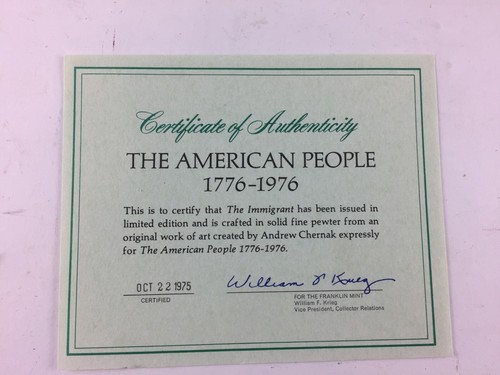 Certificate of Authenticity
THE AMERICAN PEOPLE
1776-1976
This is to certify that The Immigrant has been issued in
limited edition and is crafted in solid fine pewter from an
original work of art created by Andrew Chernak expressly
for The American People 1776-1976.
OCT 22 1975
CERTIFIED
William F. Krieg
FOR THE FRANKLIN MINT
William F. Krieg
Vice President, Collector Relations